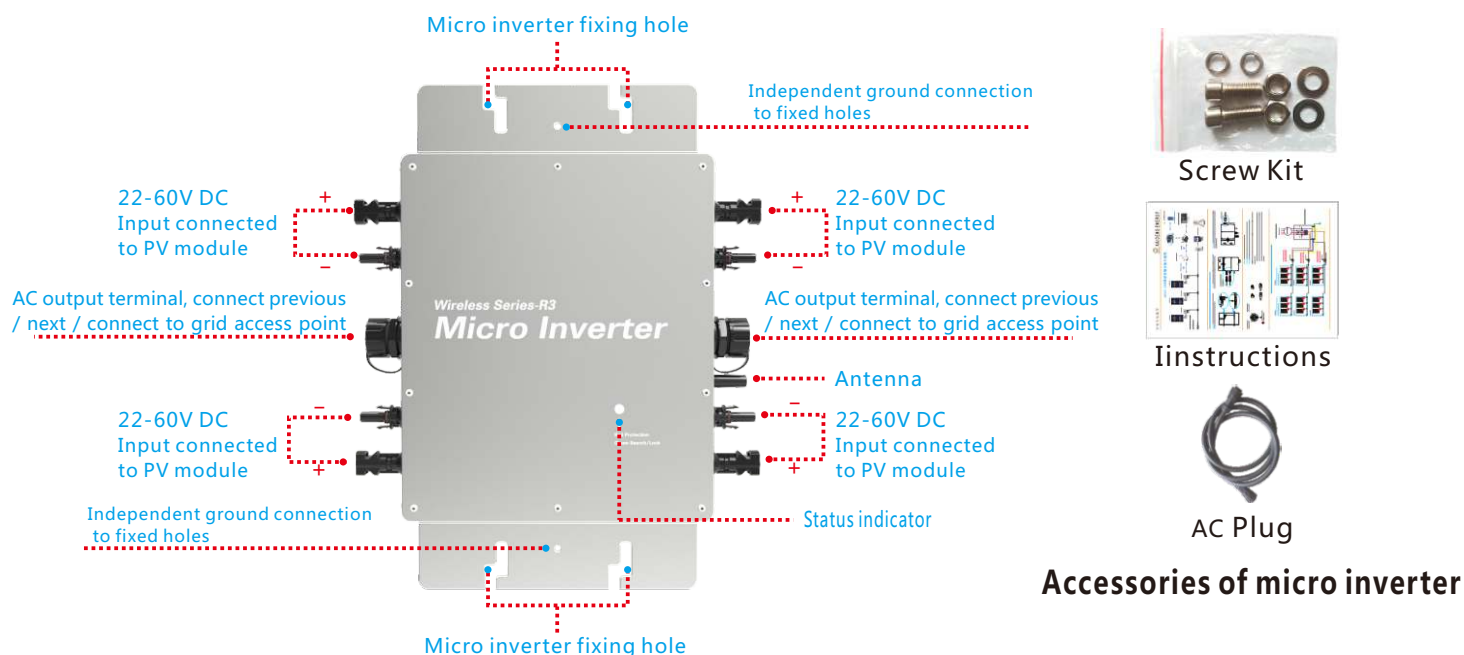 Micro inverter fixing hole
Independent ground connection
to fixed holes
22-60V DC
Input connected
to PV module
+
−
+
−
22-60V DC
Input connected
to PV module
AC output terminal, connect previous
/ next / connect to grid access point
Wireless Series-R3
Micro Inverter
AC output terminal, connect previous
/ next / connect to grid access point
Antenna
22-60V DC
Input connected
to PV module
−
+
−
+
22-60V DC
Input connected
to PV module
Independent ground connection
to fixed holes
Status indicator
Micro inverter fixing hole
Screw Kit
Iinstructions
AC Plug
Accessories of micro inverter